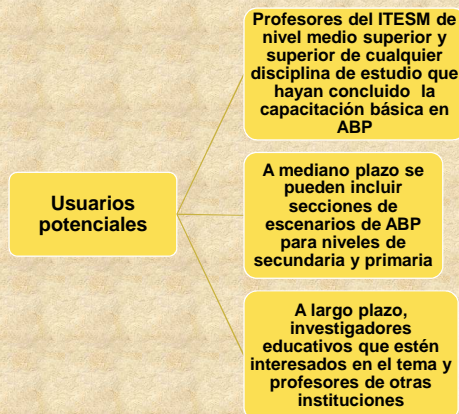 Usuarios
potenciales
Profesores del ITESM de
nivel medio superior y
superior de cualquier
disciplina de estudio que
hayan concluido la
capacitación básica en
ABP
A mediano plazo se
pueden incluir
secciones de
escenarios de ABP
para niveles de
secundaria y primaria
A largo plazo,
investigadores
educativos que estén
interesados en el tema y
profesores de otras
instituciones